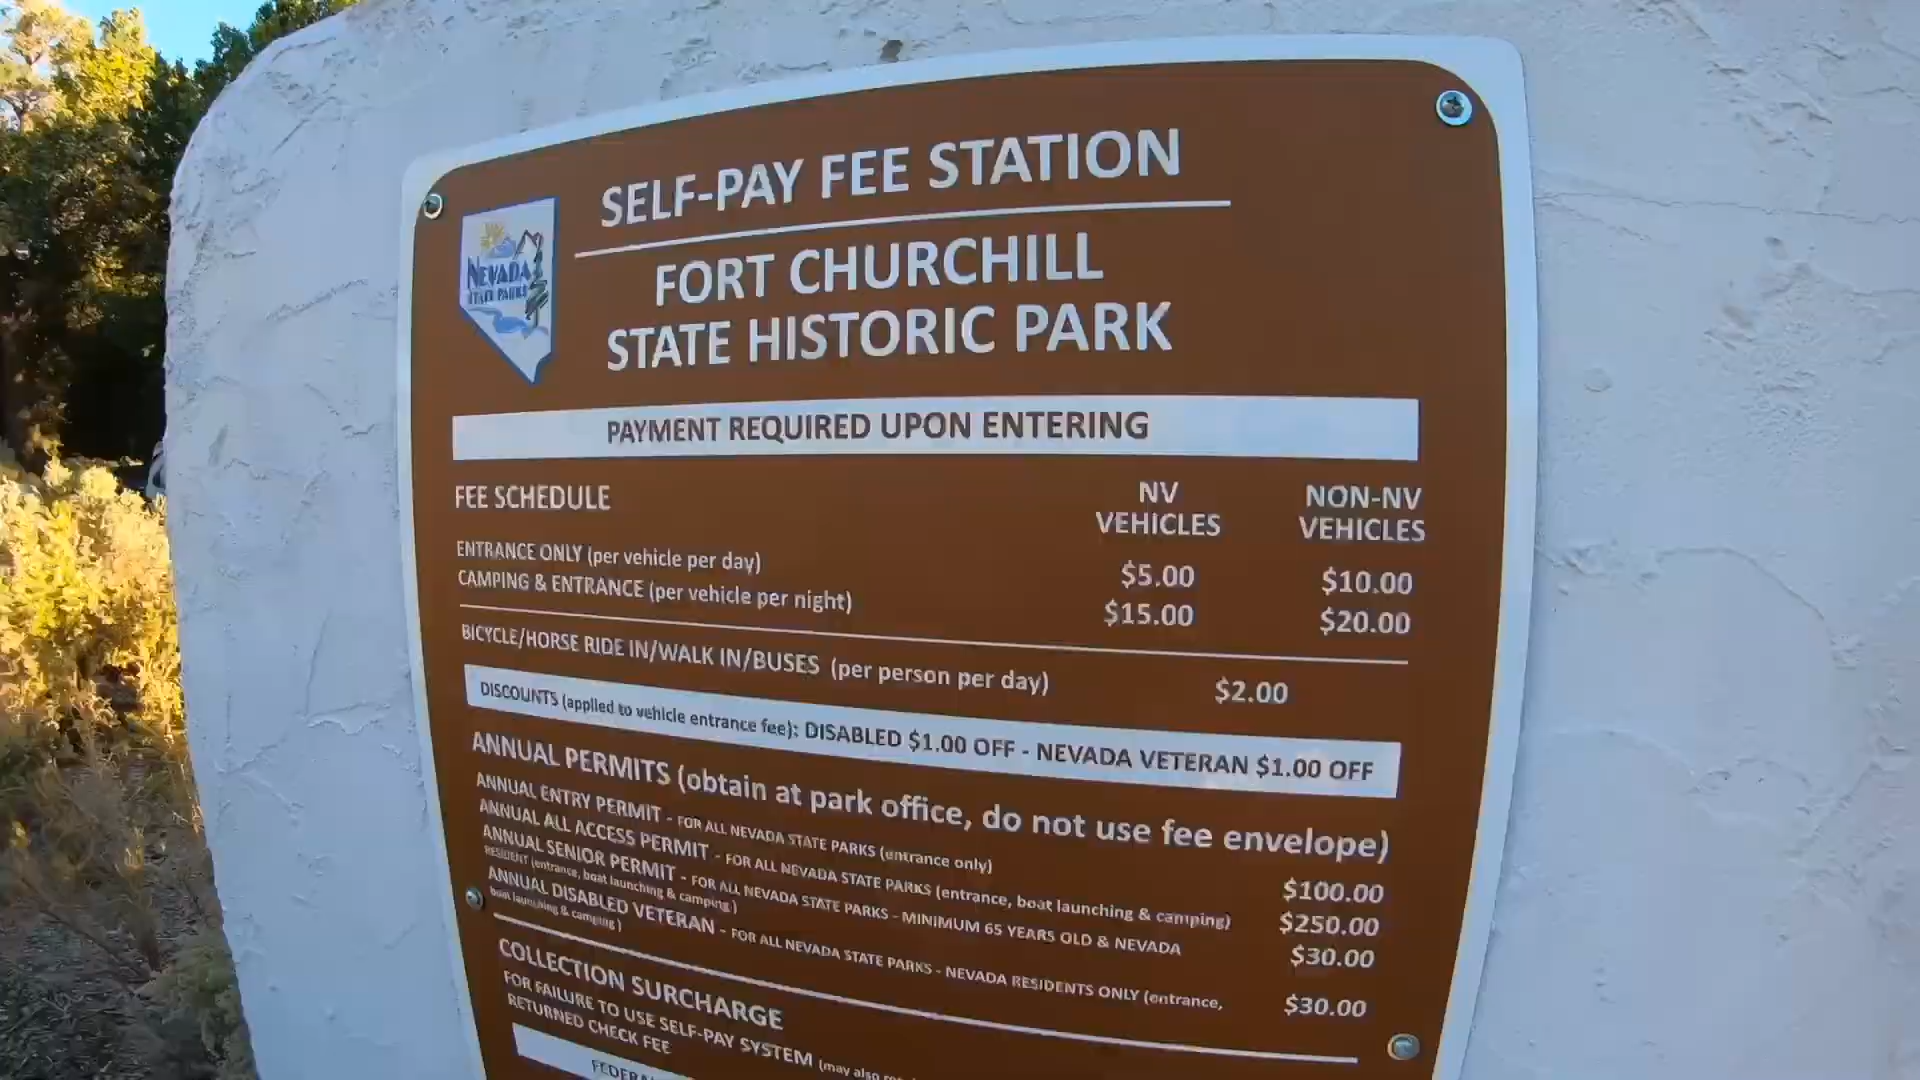 SELF-PAY FEE STATION
NEVADA
STATE PARKS
FORT CHURCHILL
STATE HISTORIC PARK
PAYMENT REQUIRED UPON ENTERING
FEE SCHEDULE NV VEHICLES NON-NV VEHICLES
ENTRANCE ONLY (per vehicle per day) $5.00 $10.00
CAMPING & ENTRANCE (per vehicle per night) $15.00 $20.00
BICYCLE/HORSE RIDE IN/WALK IN/BUSES (per person per day) $2.00
DISCOUNTS (applied to vehicle entrance fee): DISABLED $1.00 OFF - NEVADA VETERAN $1.00 OFF
ANNUAL PERMITS (obtain at park office, do not use fee envelope)
ANNUAL ENTRY PERMIT - FOR ALL NEVADA STATE PARKS (entrance only) $100.00
ANNUAL ALL ACCESS PERMIT - FOR ALL NEVADA STATE PARKS (entrance, boat launching & camping) $250.00
ANNUAL SENIOR PERMIT - FOR ALL NEVADA STATE PARKS - MINIMUM 65 YEARS OLD & NEVADA $30.00
RESIDENT (entrance, boat launching & camping)
ANNUAL DISABLED VETERAN - FOR ALL NEVADA STATE PARKS - NEVADA RESIDENTS ONLY (entrance, $30.00
boat launching & camping)
COLLECTION SURCHARGE
FOR FAILURE TO USE SELF-PAY SYSTEM (may also
RETURNED CHECK FEE